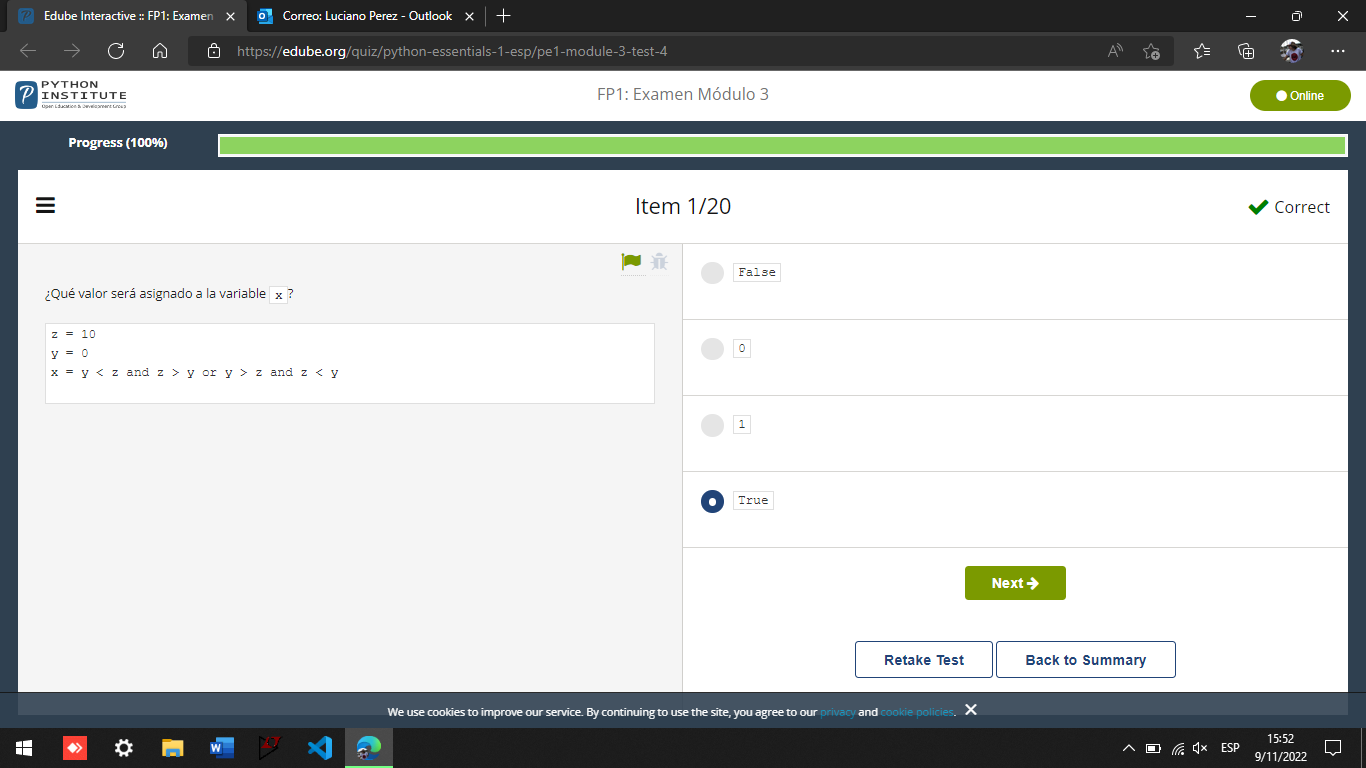 Edube Interactive :: FP1: Examen
Correo: Luciano Perez - Outlook
https://edube.org/quiz/python-essentials-1-esp/pe1-module-3-test-4
PYTHON
INSTITUTE
Open Education & Development Group
FP1: Examen Módulo 3
Online
Progress (100%)
Item 1/20
Correct
¿Qué valor será asignado a la variable x ?
z = 10
y = 0
x = y < z and z > y or y > z and z < y
False
0
1
True
Next
Retake Test
Back to Summary
We use cookies to improve our service. By continuing to use the site, you agree to our privacy and cookie policies.
ESP
15:52
9/11/2022